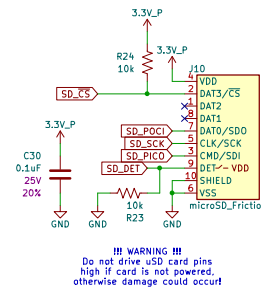 3.3V_P
R24
10k
3.3V_P
J10
SD_CS
4 VDD
2 DAT3/CS
1 DAT2
8 DAT1
SD_POCI 7 DAT0/SDO
SD_SCK 5 CLK/SCK
SD_PICO 3 CMD/SDI
SD_DET 9 DET VDD
10 SHIELD
6 VSS
microSD_Frictio
3.3V_P
C30
0.1uF
25V
20%
GND
10k
R23
GND
GND
!!! WARNING !!!
Do not drive uSD card pins
high if card is not powered,
otherwise damage could occur!